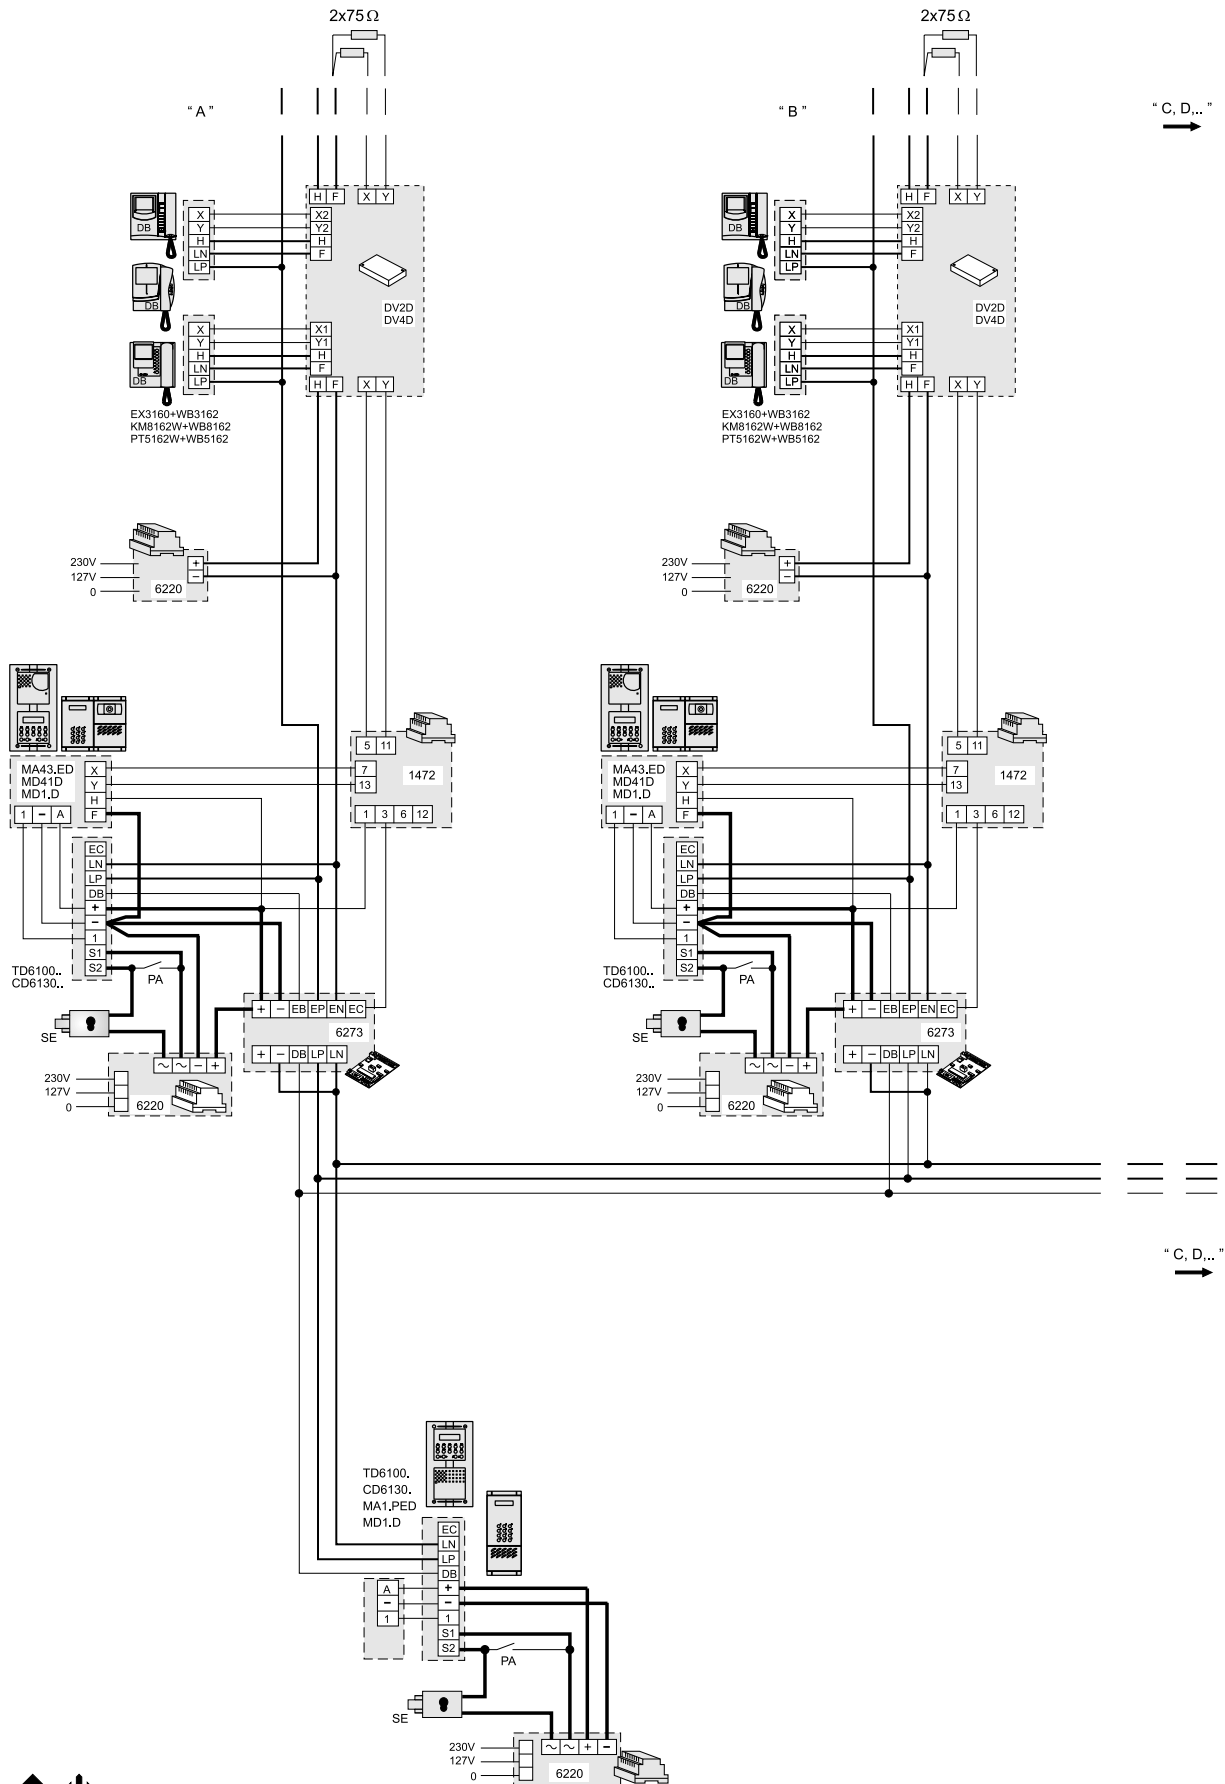 2x75 Ω 2x75 Ω
“ A ” “ B ” “ C, D,.. ”
H F X Y H F X Y
DB X X2 DB X X2
Y Y2 Y Y2
H H H H
LN F LN F
LP LP
DB DB
DV2D DV2D
DV4D DV4D
X X1 X X1
Y Y1 Y Y1
H H H H
LN F LN F
DB LP DB LP
H F X Y H F X Y
EX3160+WB3162 EX3160+WB3162
KM8162W+WB8162 KM8162W+WB8162
PT5162W+WB5162 PT5162W+WB5162
230V + 230V +
127V − 127V −
0 6220 0 6220
5 11 5 11
MA43.ED X 7 1472 MA43.ED X 7 1472
MD41D Y 13 MD41D Y 13
MD1.D H MD1.D H
1 − A F 1 3 6 12 1 − A F 1 3 6 12
EC EC
LN LN
LP LP
DB DB
+ +
− −
1 1
S1 S1
S2 S2
TD6100.. PA TD6100.. PA
CD6130.. CD6130..
+ − EB EP EN EC + − EB EP EN EC
SE 6273 SE 6273
+ − DB LP LN + − DB LP LN
~ ~ − + ~ ~ − +
230V 230V
127V 127V
0 6220 0 6220
“ C, D,.. ”
TD6100.
CD6130.
MA1.PED
MD1.D
EC
LN
LP
DB
A +
− −
1 1
S1
S2
PA
SE
~ ~ + −
230V
127V
0 6220